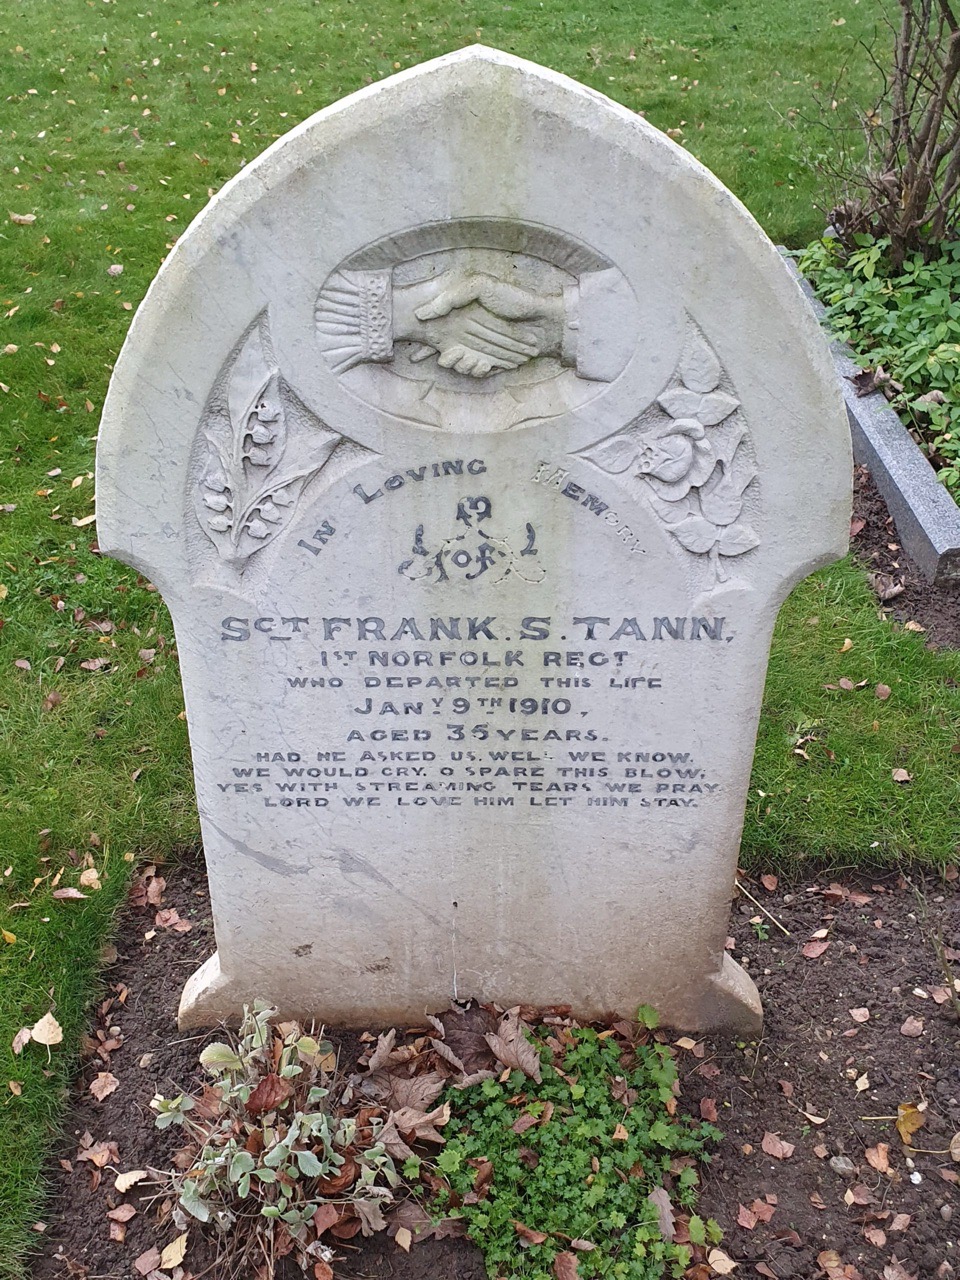 IN LOVING MEMORY
OF
SGT FRANK. S. TANN,
1ST NORFOLK REGT
WHO DEPARTED THIS LIFE
JANY 9TH 1910,
AGED 35 YEARS.
HAD HE ASKED US, WELL WE KNOW.
WE WOULD CRY. O SPARE THIS BLOW,
YES WITH STREAMING TEARS WE PRAY.
LORD WE LOVE HIM LET HIM STAY.